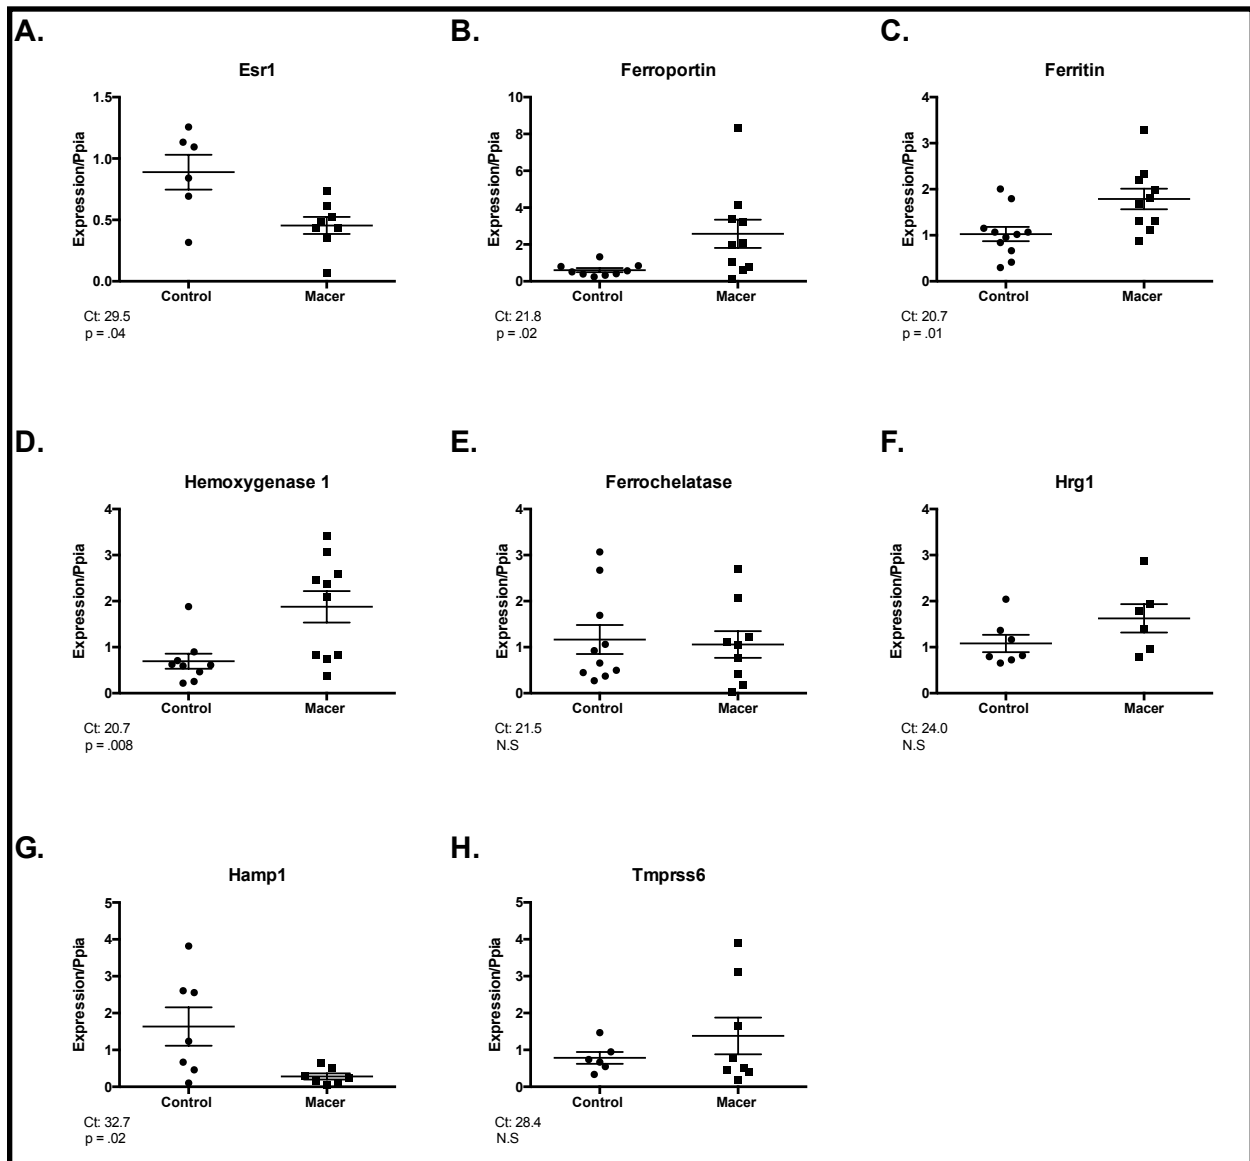 A.
Esr1
Expression/Ppia
1.5
1.0
0.5
0.0
Control Macer
Ct: 29.5
p = .04
B.
Ferroportin
Expression/Ppia
10
8
6
4
2
0
Control Macer
Ct: 21.8
p = .02
C.
Ferritin
Expression/Ppia
4
3
2
1
0
Control Macer
Ct: 20.7
p = .01
D.
Hemoxygenase 1
Expression/Ppia
4
3
2
1
0
Control Macer
Ct: 20.7
p = .008
E.
Ferrochelatase
Expression/Ppia
4
3
2
1
0
Control Macer
Ct: 21.5
N.S
F.
Hrg1
Expression/Ppia
4
3
2
1
0
Control Macer
Ct: 24.0
N.S
G.
Hamp1
Expression/Ppia
5
4
3
2
1
0
Control Macer
Ct: 32.7
p = .02
H.
Tmprss6
Expression/Ppia
5
4
3
2
1
0
Control Macer
Ct: 28.4
N.S